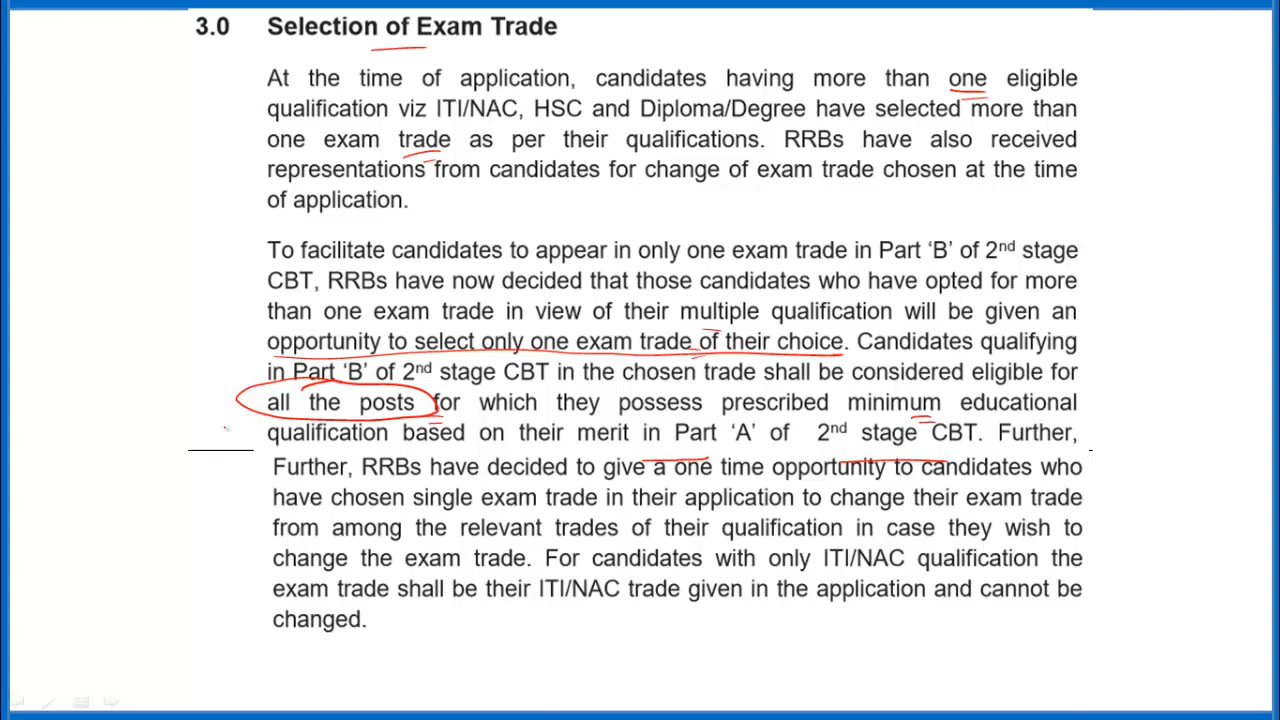 3.0 Selection of Exam Trade
At the time of application, candidates having more than one eligible
qualification viz ITI/NAC, HSC and Diploma/Degree have selected more than
one exam trade as per their qualifications. RRBs have also received
representations from candidates for change of exam trade chosen at the time
of application.
To facilitate candidates to appear in only one exam trade in Part ‘B’ of 2nd stage
CBT, RRBs have now decided that those candidates who have opted for more
than one exam trade in view of their multiple qualification will be given an
opportunity to select only one exam trade of their choice. Candidates qualifying
in Part ‘B’ of 2nd stage CBT in the chosen trade shall be considered eligible for
all the posts for which they possess prescribed minimum educational
qualification based on their merit in Part ‘A’ of 2nd stage CBT. Further,
Further, RRBs have decided to give a one time opportunity to candidates who
have chosen single exam trade in their application to change their exam trade
from among the relevant trades of their qualification in case they wish to
change the exam trade. For candidates with only ITI/NAC qualification the
exam trade shall be their ITI/NAC trade given in the application and cannot be
changed.